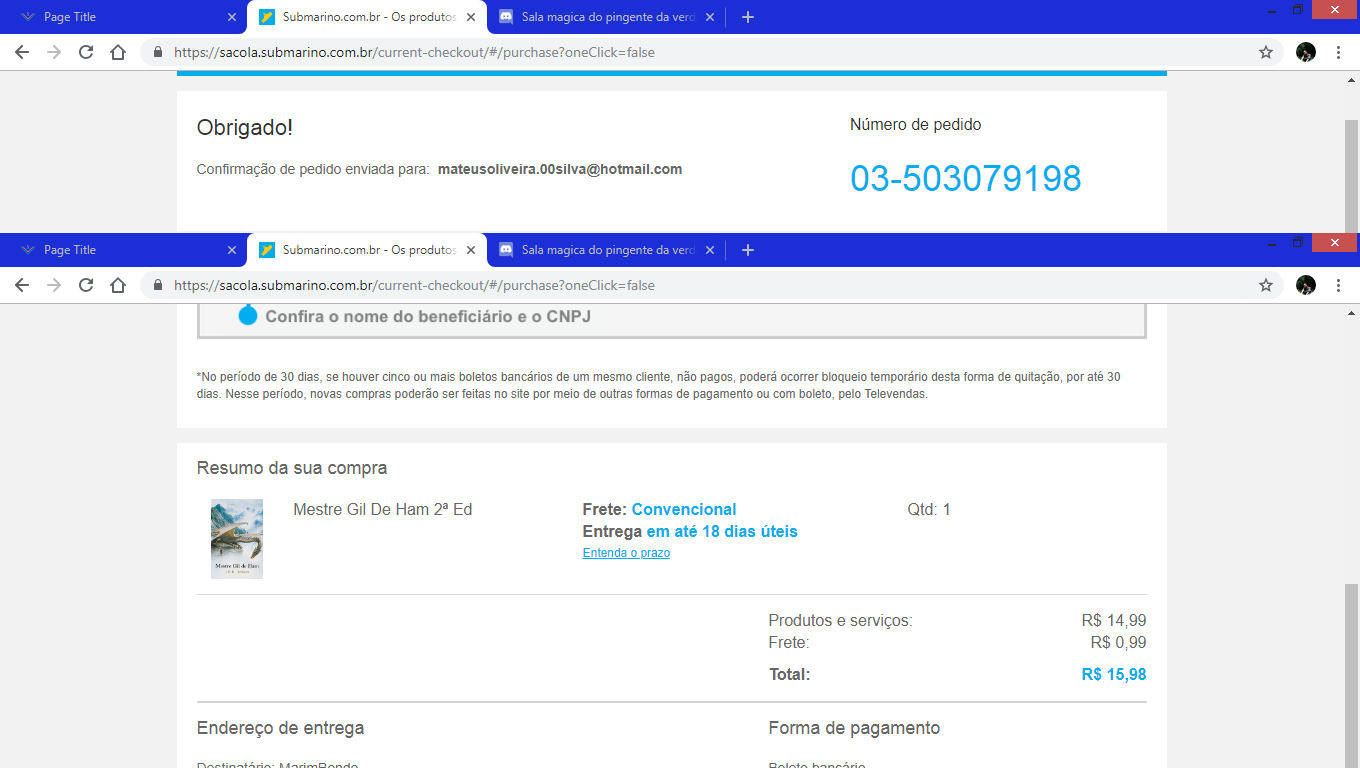 Page Title
Submarino.com.br - Os produtos
Sala magica do pingente da verd
https://sacola.submarino.com.br/current-checkout/#/purchase?oneClick=false
Obrigado!
Número de pedido
Confirmação de pedido enviada para: mateusoliveira.00silva@hotmail.com
03-503079198
Page Title
Submarino.com.br - Os produtos
Sala magica do pingente da verd
https://sacola.submarino.com.br/current-checkout/#/purchase?oneClick=false
Confira o nome do beneficiário e o CNPJ
*No período de 30 dias, se houver cinco ou mais boletos bancários de um mesmo cliente, não pagos, poderá ocorrer bloqueio temporário desta forma de quitação, por até 30
dias. Nesse período, novas compras poderão ser feitas no site por meio de outras formas de pagamento ou com boleto, pelo Televendas.
Resumo da sua compra
Mestre Gil de Ham
Mestre Gil De Ham 2ª Ed
Frete: Convencional
Entrega em até 18 dias úteis
Entenda o prazo
Qtd: 1
Produtos e serviços: R$ 14,99
Frete: R$ 0,99
Total: R$ 15,98
Endereço de entrega
Forma de pagamento
Destinatário: MarimBondo
Boleto bancário